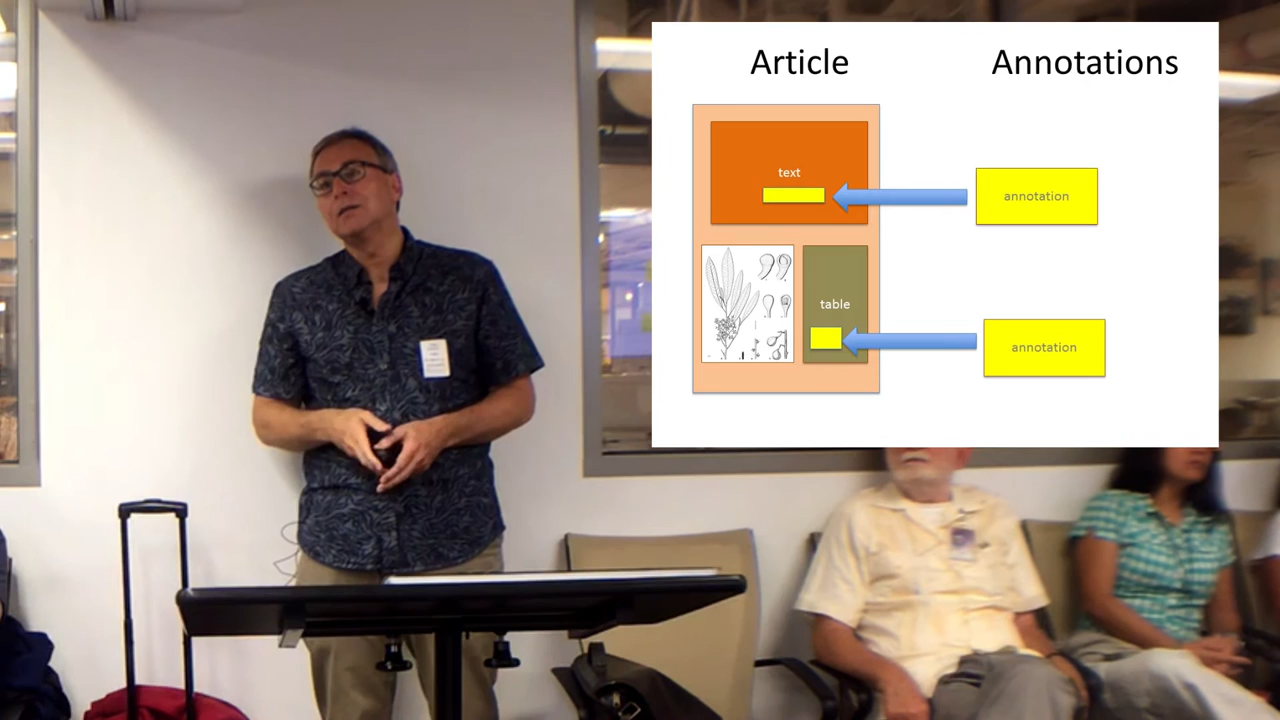 Article
Annotations
text
annotation
table
annotation